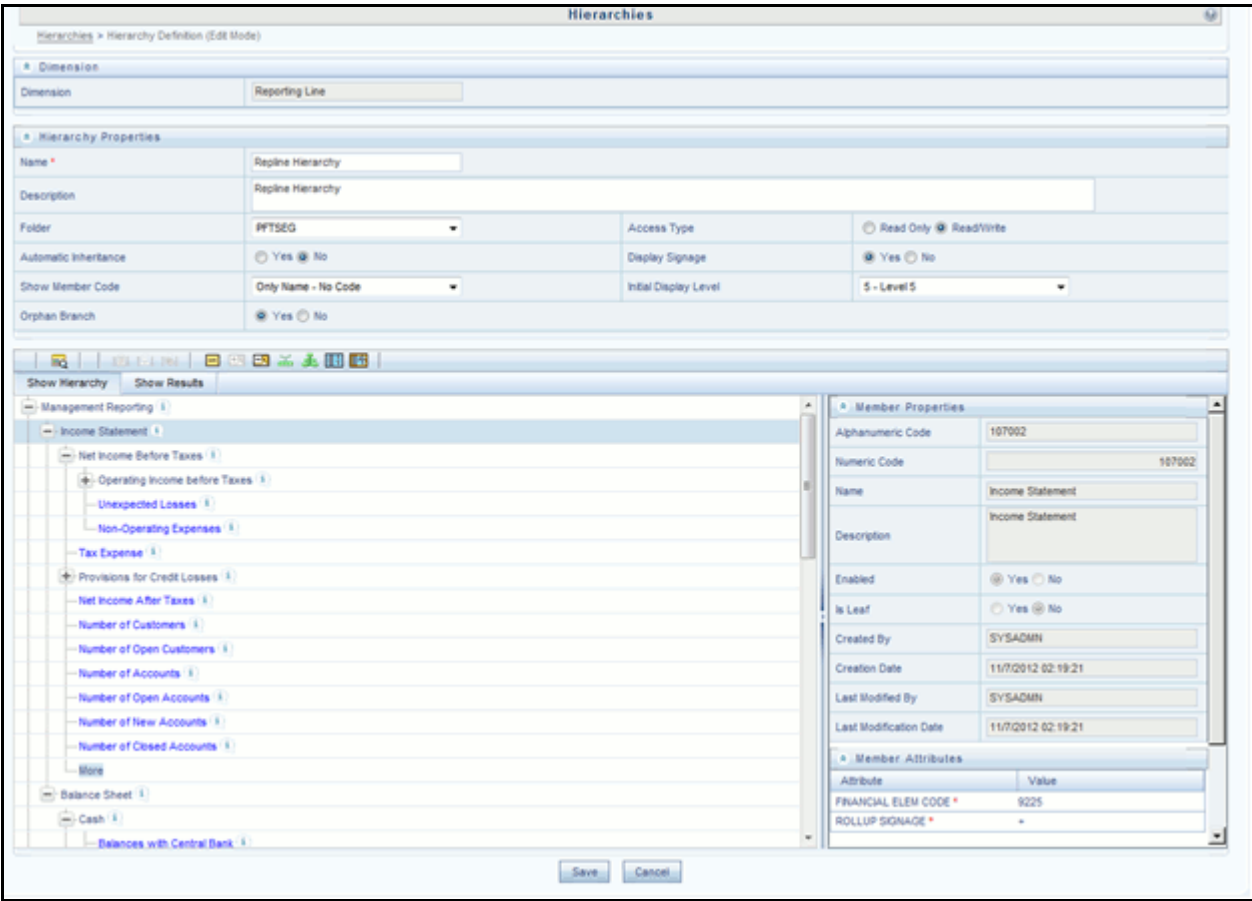 Hierarchies
Hierarchies > Hierarchy Definition (Edit Mode)
Dimension
Dimension Reporting Line
Hierarchy Properties
Name * Repline Hierarchy
Description Repline Hierarchy
Folder PFTSEG Access Type Read Only Read/Write
Automatic Inheritance Yes No Display Signage Yes No
Show Member Code Only Name - No Code Initial Display Level 5 - Level 5
Orphan Branch Yes No
Show Hierarchy Show Results
Management Reporting
Income Statement
Net Income Before Taxes
Operating Income before Taxes
Unexpected Losses
Non-Operating Expenses
Tax Expense
Provisions for Credit Losses
Net Income After Taxes
Number of Customers
Number of Open Customers
Number of Accounts
Number of Open Accounts
Number of New Accounts
Number of Closed Accounts
More
Balance Sheet
Cash
Balances with Central Bank
Member Properties
Alphanumeric Code 107002
Numeric Code 107002
Name Income Statement
Description Income Statement
Enabled Yes No
Is Leaf Yes No
Created By SYSADMN
Creation Date 11/7/2012 02:19:21
Last Modified By SYSADMN
Last Modification Date 11/7/2012 02:19:21
Member Attributes
Attribute Value
FINANCIAL ELEM CODE * 9225
ROLLUP SIGNAGE * +
Save Cancel